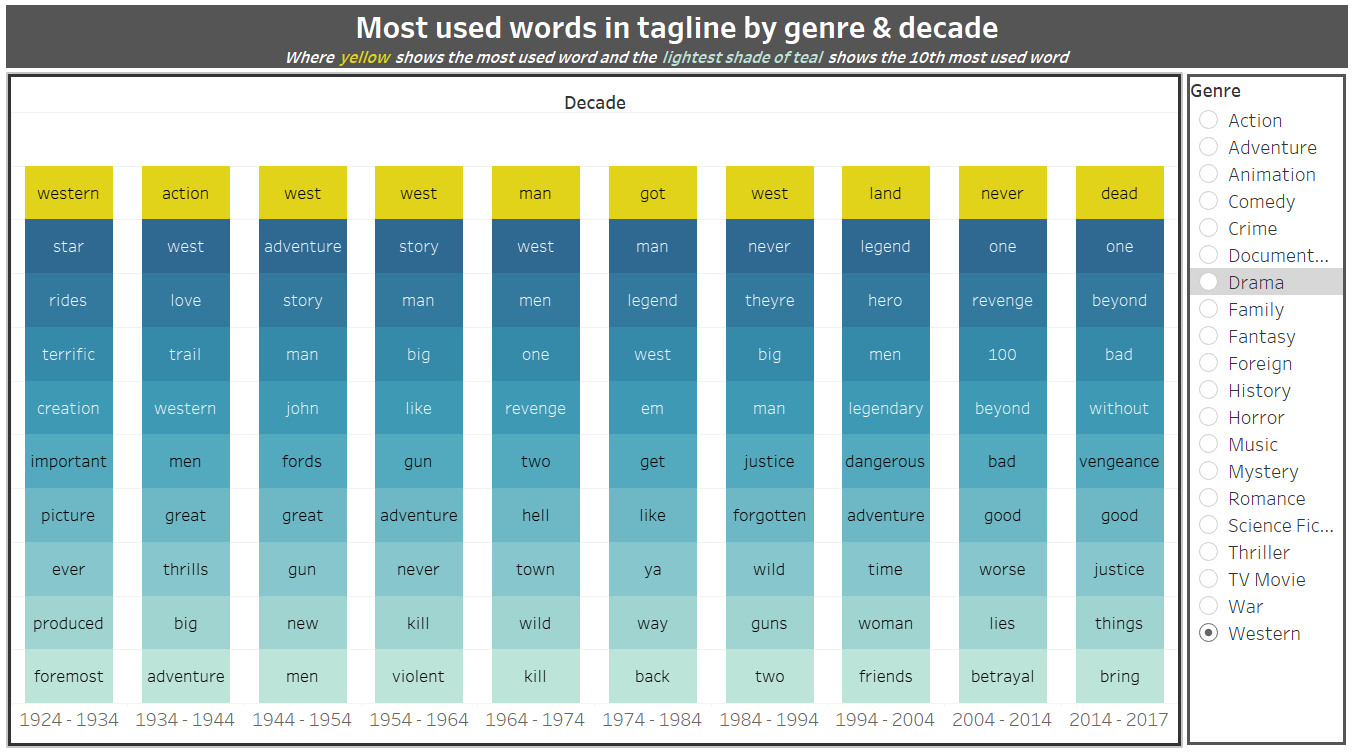 Most used words in tagline by genre & decade
Where yellow shows the most used word and the lightest shade of teal shows the 10th most used word
Decade
western action west west man got west land never dead
star west adventure story west man never legend one one
rides love story man men legend theyre hero revenge beyond
terrific trail man big one west big men 100 bad
creation western john like revenge em man legendary beyond without
important men fords gun two get justice dangerous bad vengeance
picture great great adventure hell like forgotten adventure good good
ever thrills gun never town ya wild time worse justice
produced big new kill wild way guns woman lies things
foremost adventure men violent kill back two friends betrayal bring
1924 - 1934 1934 - 1944 1944 - 1954 1954 - 1964 1964 - 1974 1974 - 1984 1984 - 1994 1994 - 2004 2004 - 2014 2014 - 2017
Genre
Action
Adventure
Animation
Comedy
Crime
Document...
Drama
Family
Fantasy
Foreign
History
Horror
Music
Mystery
Romance
Science Fic...
Thriller
TV Movie
War
Western